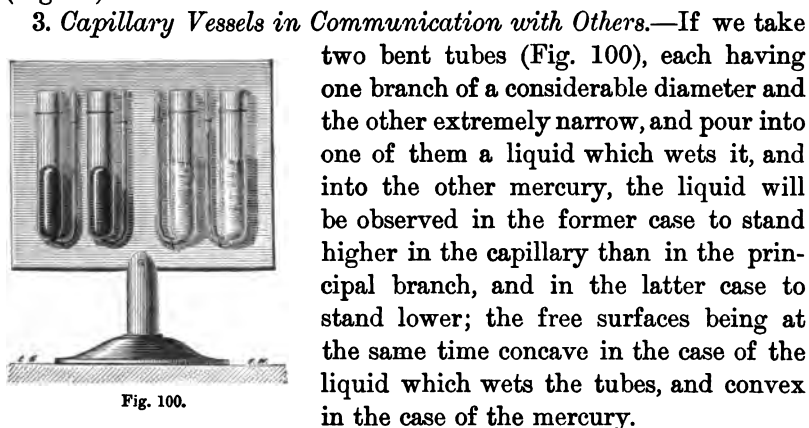 3. Capillary Vessels in Communication with Others.—If we take
two bent tubes (Fig. 100), each having
one branch of a considerable diameter and
the other extremely narrow, and pour into
one of them a liquid which wets it, and
into the other mercury, the liquid will
be observed in the former case to stand
higher in the capillary than in the prin-
cipal branch, and in the latter case to
stand lower; the free surfaces being at
the same time concave in the case of the
liquid which wets the tubes, and convex
in the case of the mercury.
Fig. 100.